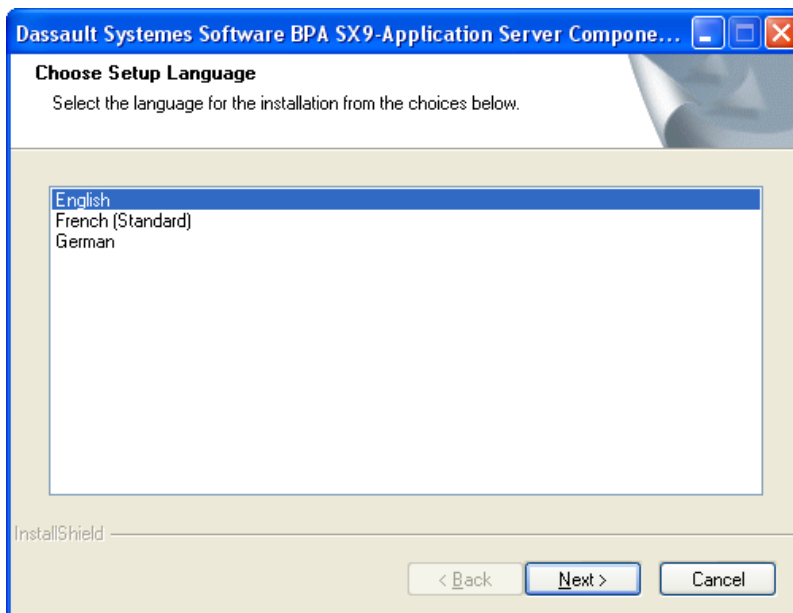 Dassault Systemes Software BPA SX9-Application Server Compone...
Choose Setup Language
Select the language for the installation from the choices below.
English
French (Standard)
German
InstallShield
< Back
Next >
Cancel